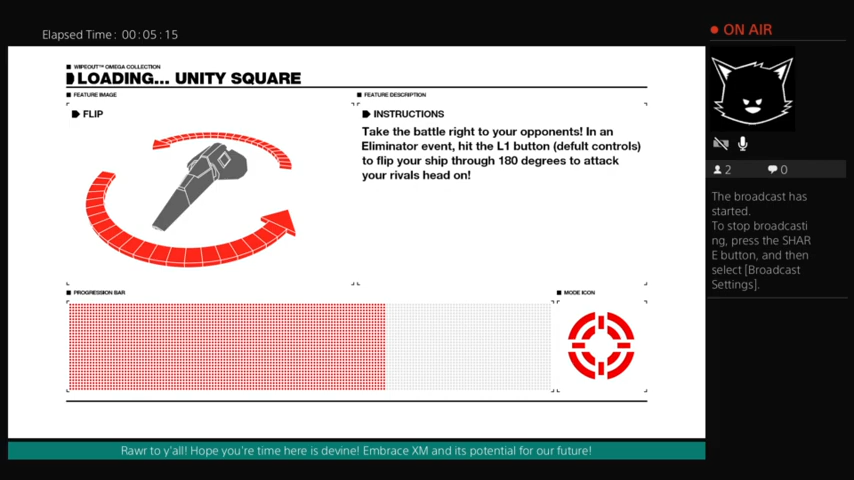 Elapsed Time: 00:05:15
ON AIR
WIPEOUT™ OMEGA COLLECTION
LOADING... UNITY SQUARE
FEATURE IMAGE
FEATURE DESCRIPTION
FLIP
INSTRUCTIONS
Take the battle right to your opponents! In an
Eliminator event, hit the L1 button (defult controls)
to flip your ship through 180 degrees to attack
your rivals head on!
PROGRESSION BAR
MODE ICON
2
0
The broadcast has
started.
To stop broadcasti
ng, press the SHAR
E button, and then
select [Broadcast
Settings].
Rawr to y'all! Hope you're time here is devine! Embrace XM and its potential for our future!